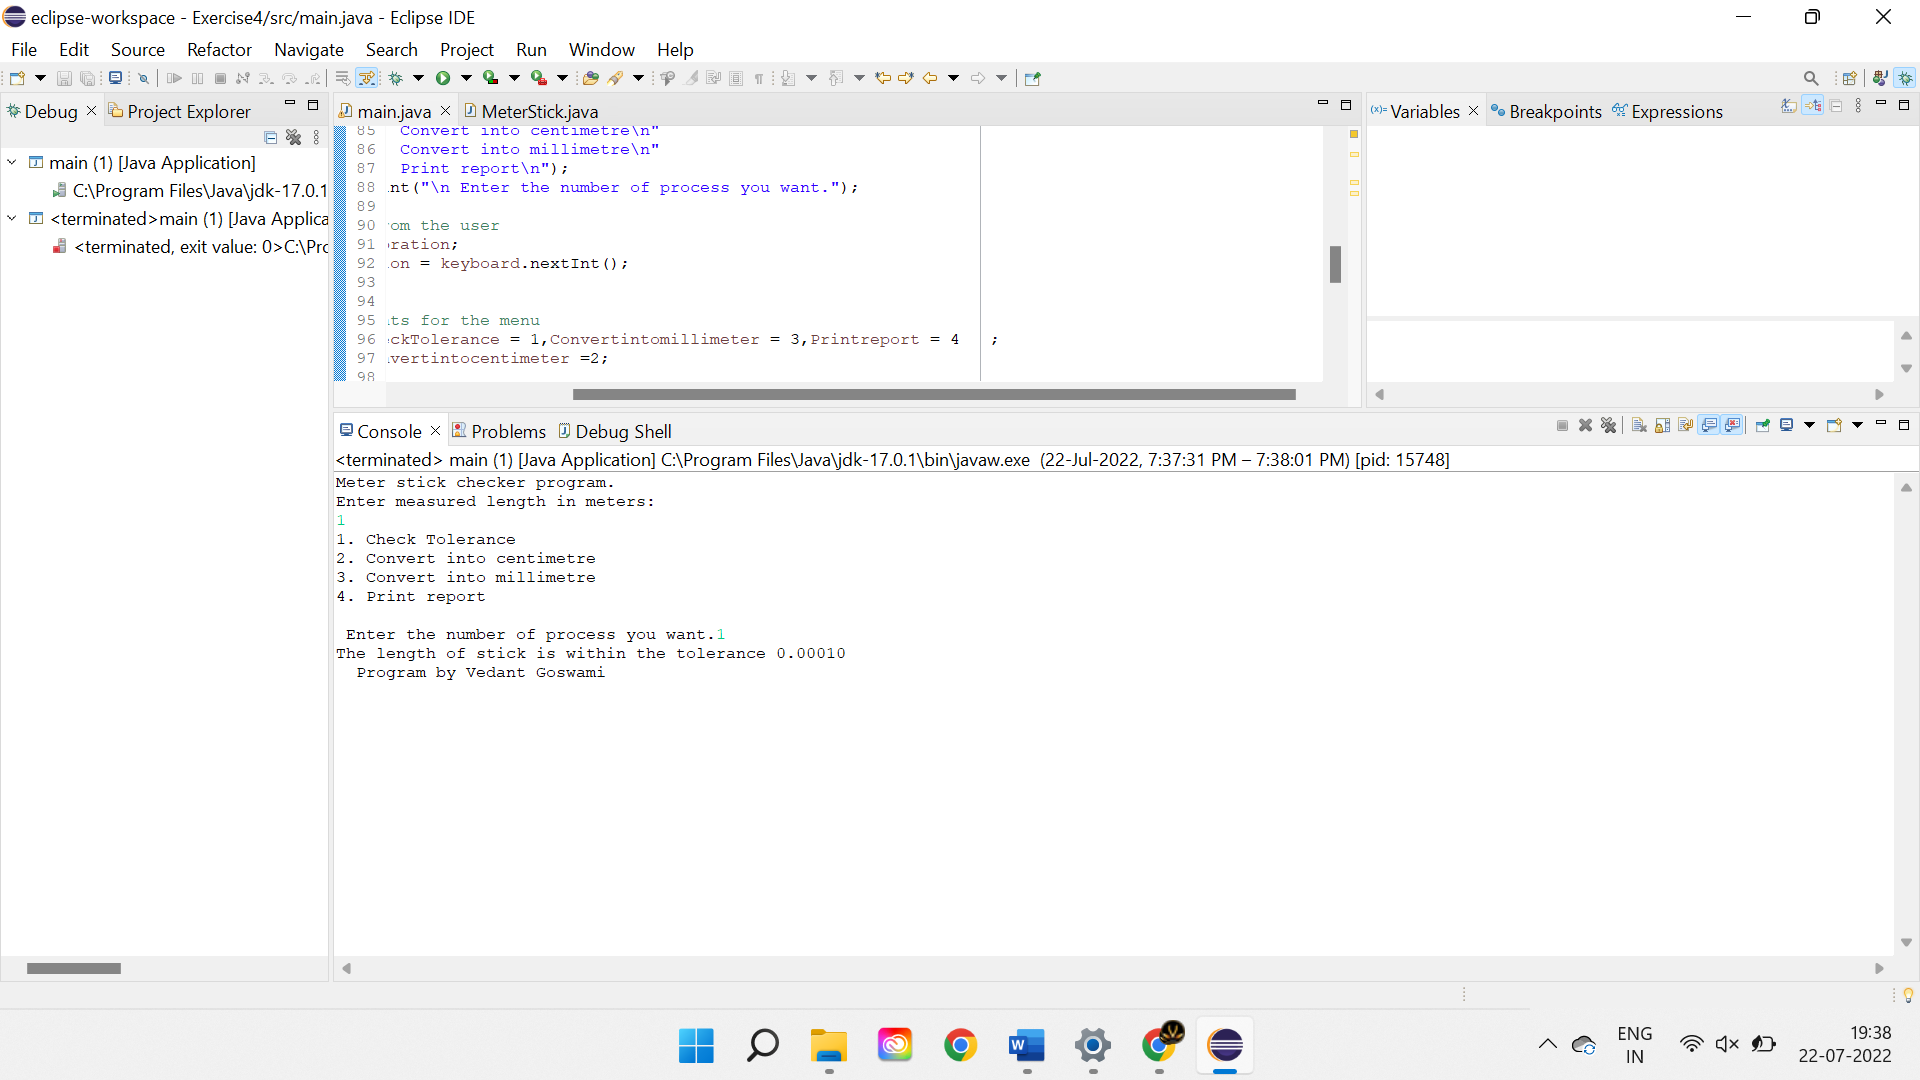 eclipse-workspace - Exercise4/src/main.java - Eclipse IDE
File Edit Source Refactor Navigate Search Project Run Window Help
Debug Project Explorer
main (1) [Java Application]
C:\Program Files\Java\jdk-17.0.1
<terminated>main (1) [Java Applica
<terminated, exit value: 0>C:\Pro
main.java MeterStick.java
85 Convert into centimetre\n"
86 Convert into millimetre\n"
87 Print report\n");
88 int("\n Enter the number of process you want.");
89
90 rom the user
91 ration;
92 on = keyboard.nextInt();
93
94
95 ts for the menu
96 ckTolerance = 1,Convertintomillimeter = 3,Printreport = 4 ;
97 vertintocentimeter =2;
98
(x)= Variables Breakpoints Expressions
Console Problems Debug Shell
<terminated> main (1) [Java Application] C:\Program Files\Java\jdk-17.0.1\bin\javaw.exe (22-Jul-2022, 7:37:31 PM – 7:38:01 PM) [pid: 15748]
Meter stick checker program.
Enter measured length in meters:
1
1. Check Tolerance
2. Convert into centimetre
3. Convert into millimetre
4. Print report
Enter the number of process you want.1
The length of stick is within the tolerance 0.00010
Program by Vedant Goswami
ENG
IN
19:38
22-07-2022